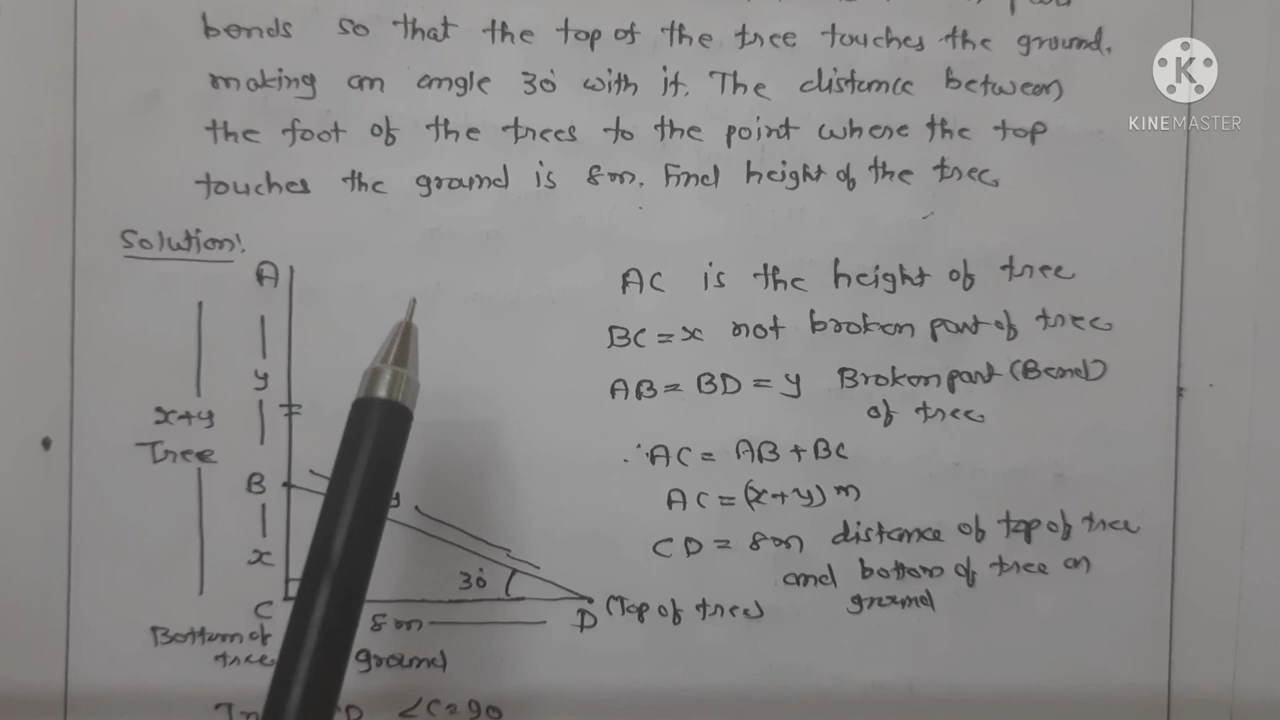 bends so that the top of the tree touches the ground.
making an angle 30° with it. The distance between
the foot of the trees to the point where the top
touches the ground is 8m. Find height of the tree.
KINEMASTER
Solution:
A
y
x+y
Tree
B
x
C
30°
y
8m
D (Top of tree)
Bottom of
tree
ground
AC is the height of tree
BC = x not broken part of tree
AB = BD = y Broken part (Bend)
of tree
∴ AC = AB + BC
AC = (x+y) m
CD = 8m distance of top of tree
and bottom of tree on
ground
∠C = 90